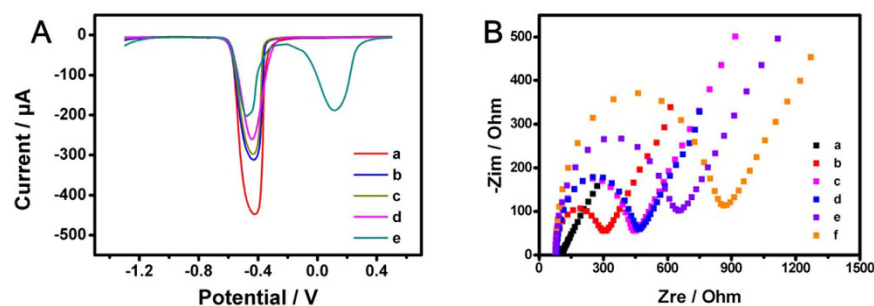 A
0
-100
-200
-300
-400
-500
Current / µA
-1.2
-0.8
-0.4
0.0
0.4
Potential / V
a
b
c
d
e
B
500
400
300
200
100
0
-Zim / Ohm
0
300
600
900
1200
1500
Zre / Ohm
a
b
c
d
e
f